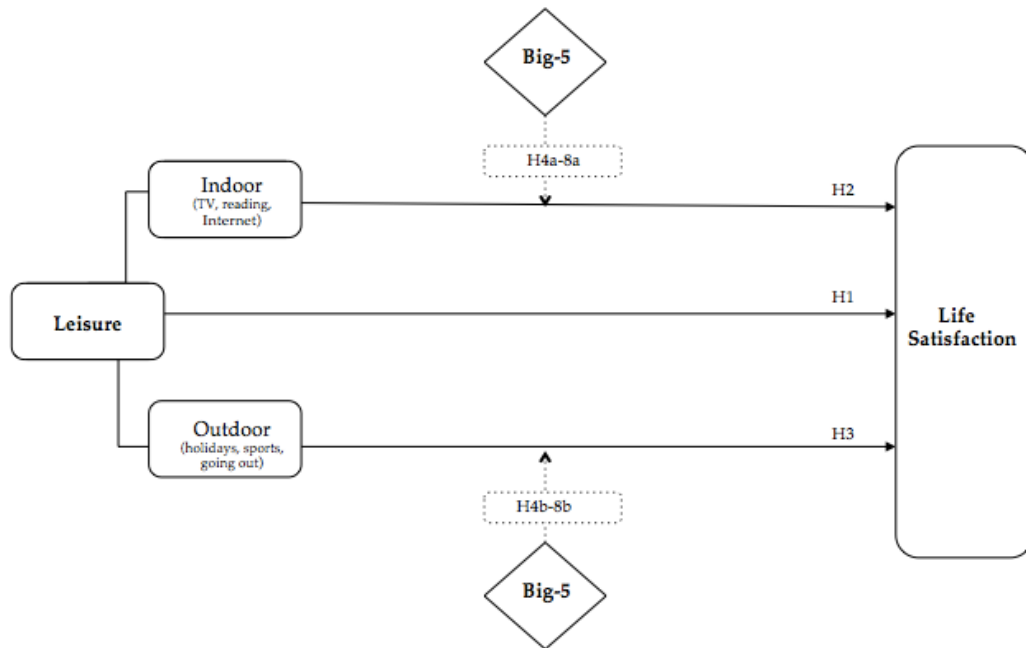 Big-5
H4a-8a
Indoor
(TV, reading,
Internet)
H2
Leisure
H1
Life
Satisfaction
Outdoor
(holidays, sports,
going out)
H3
H4b-8b
Big-5